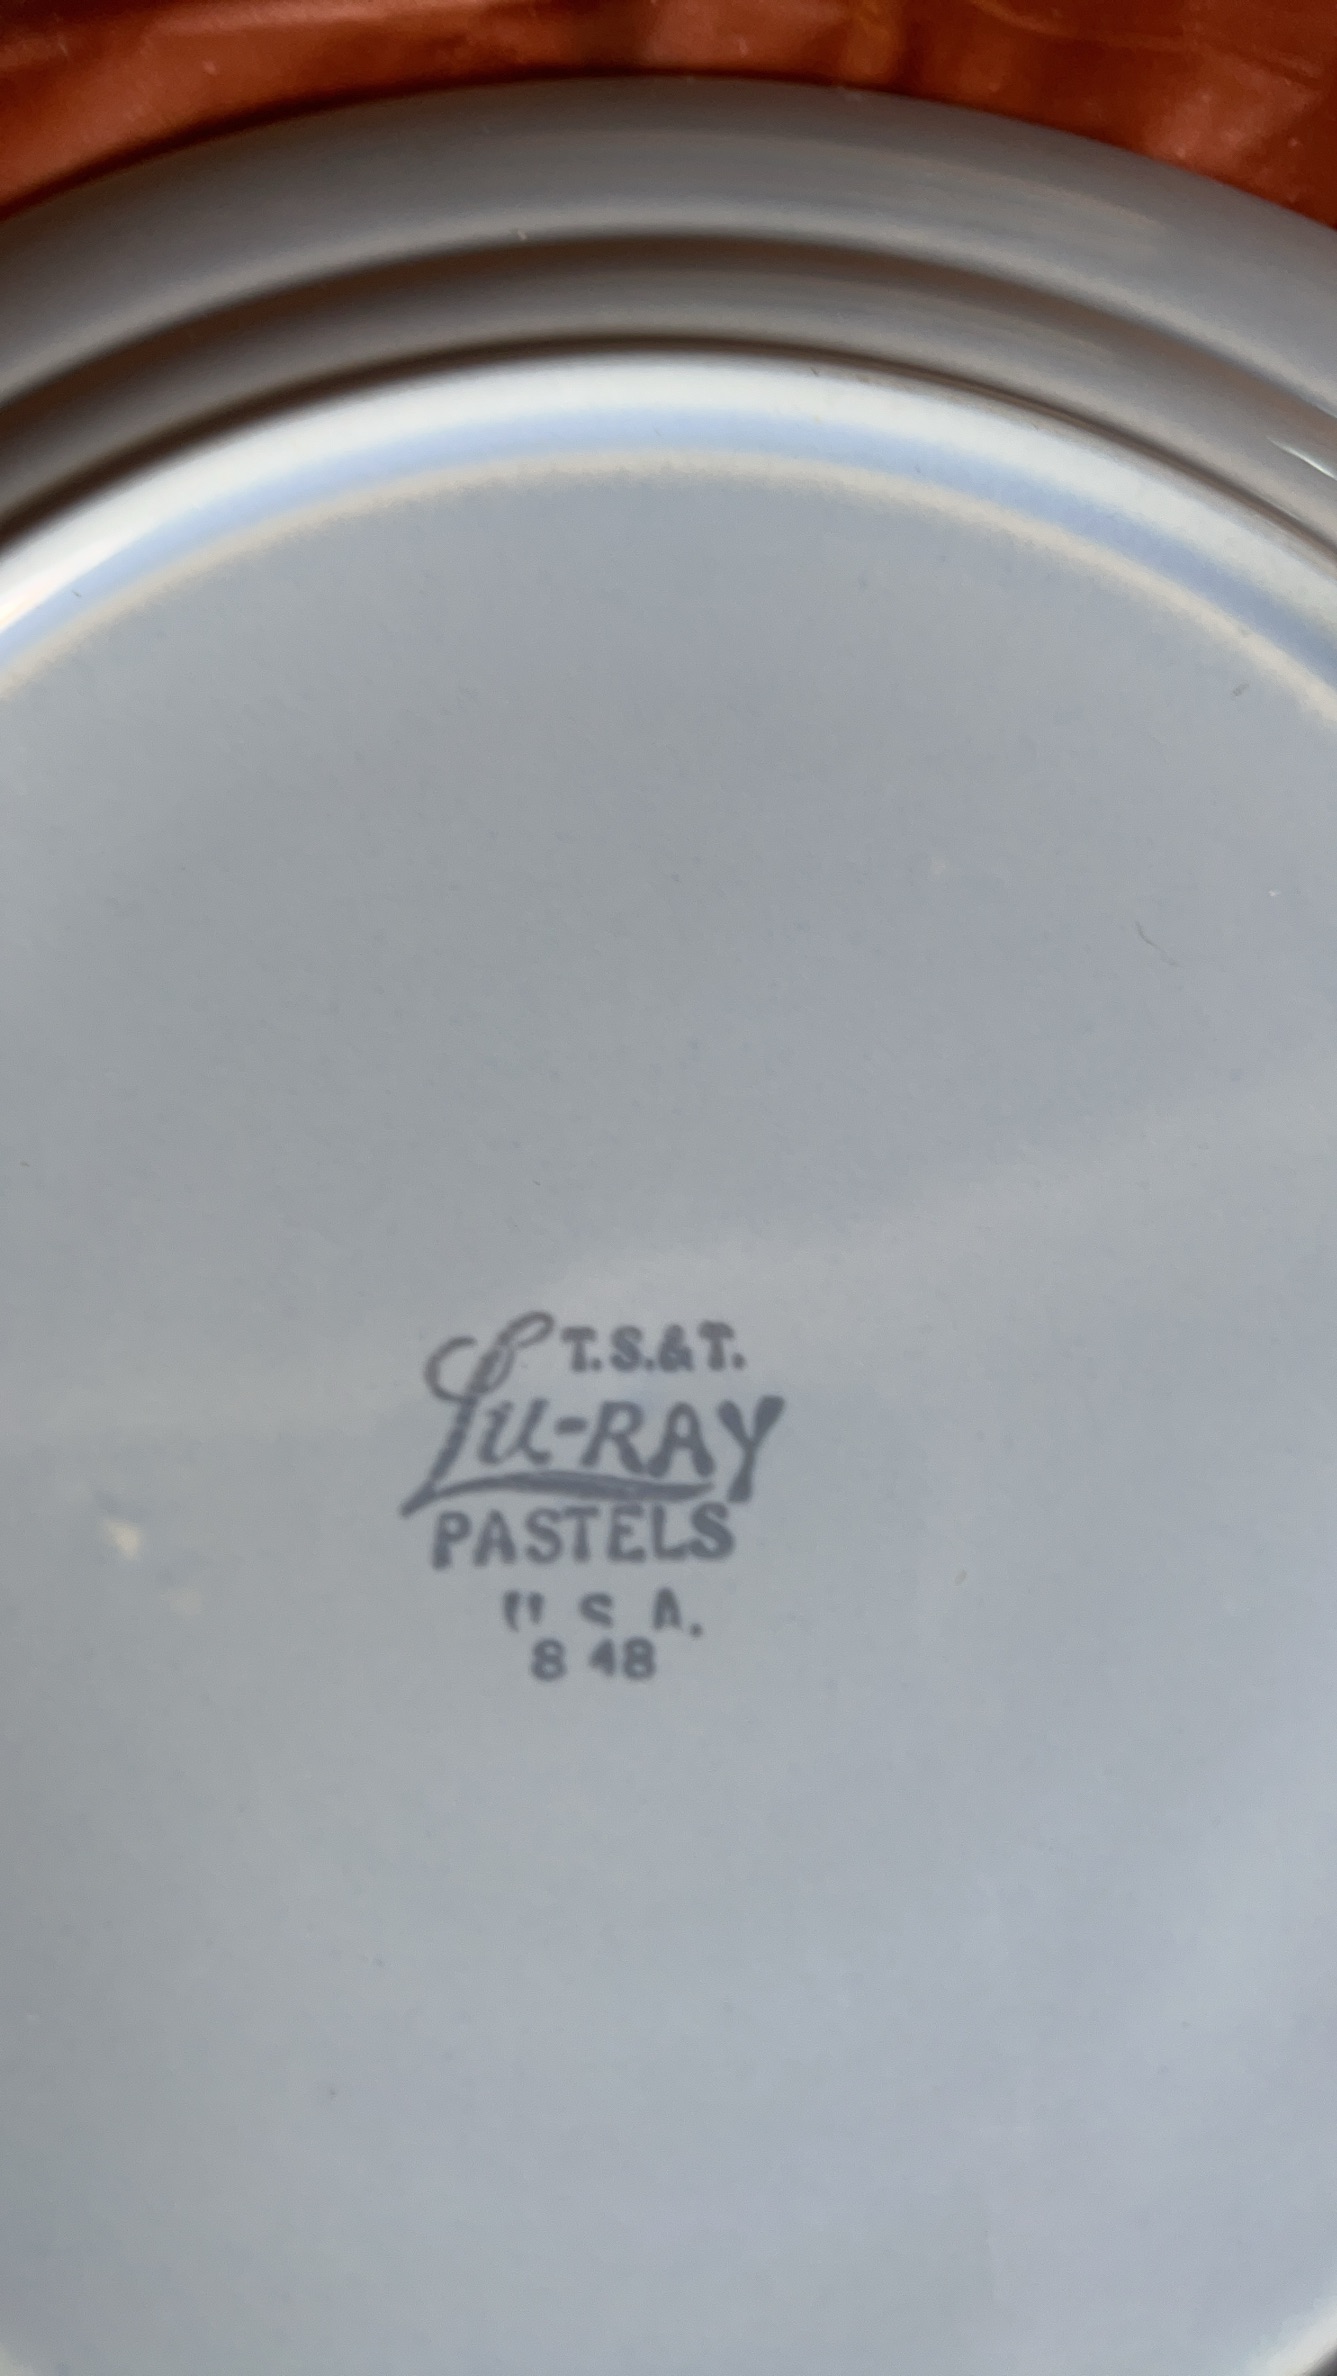 T.S.&T.
Lu-RAY
PASTELS
U S A.
8 48